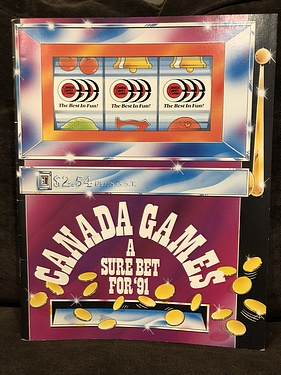 The Best In Fun! The Best In Fun! The Best In Fun!
$2.54 PLUS G.S.T.
CANADA GAMES
A
SURE BET
FOR '91